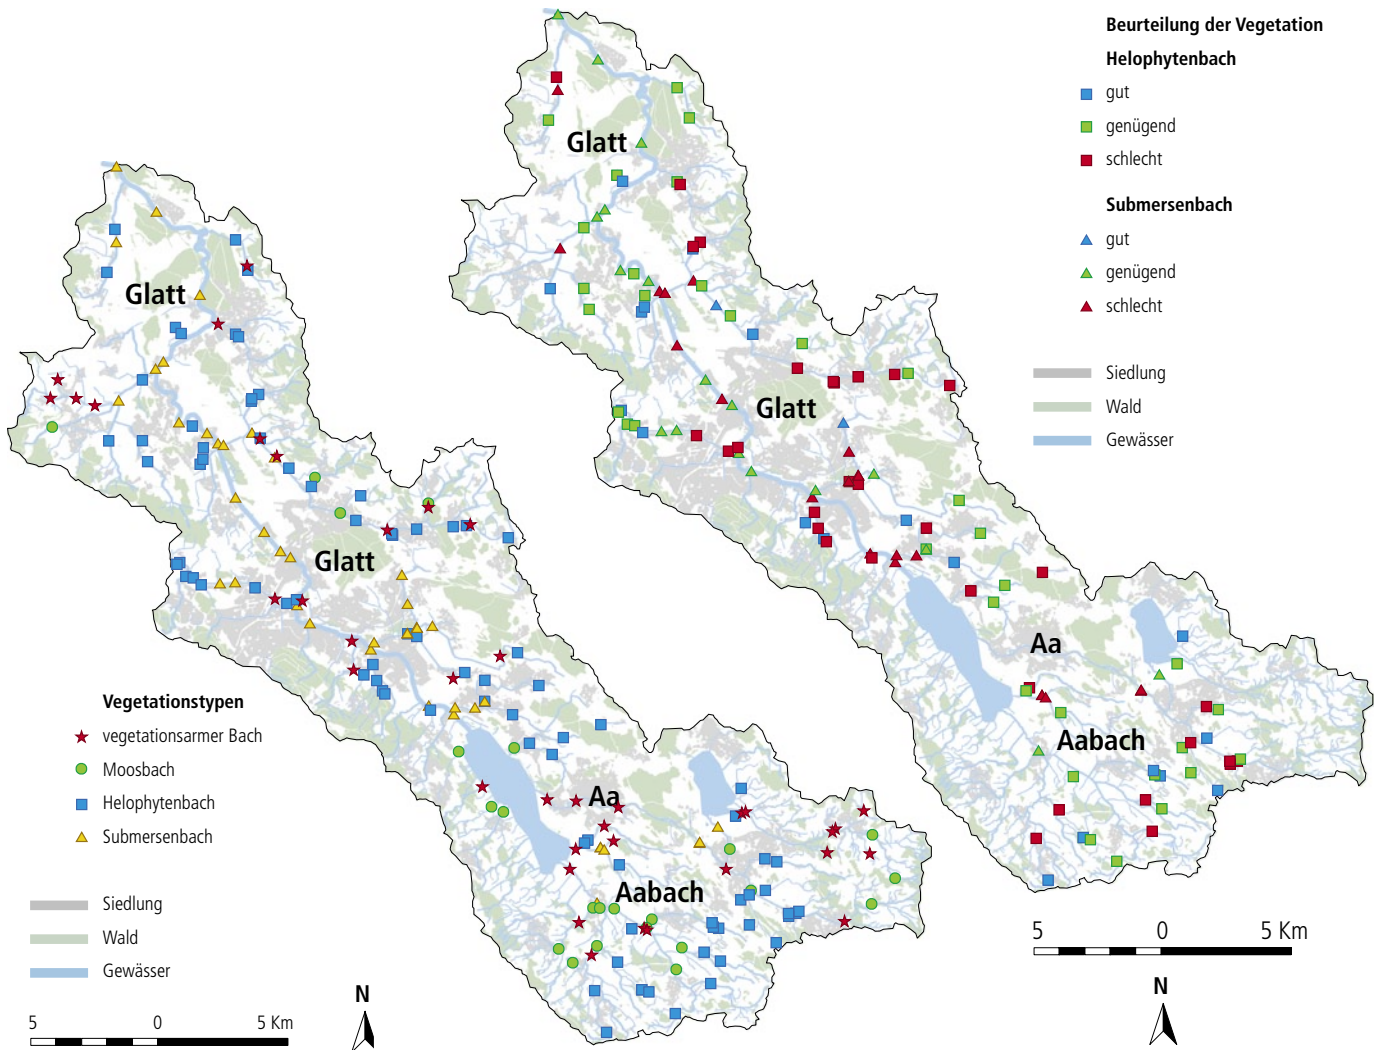 Glatt
Glatt
Aa
Aabach
Vegetationstypen
vegetationsarmer Bach
Moosbach
Helophytenbach
Submersenbach
Siedlung
Wald
Gewässer
5 0 5 Km
N
Glatt
Glatt
Aa
Aabach
Beurteilung der Vegetation
Helophytenbach
gut
genügend
schlecht
Submersenbach
gut
genügend
schlecht
Siedlung
Wald
Gewässer
5 0 5 Km
N